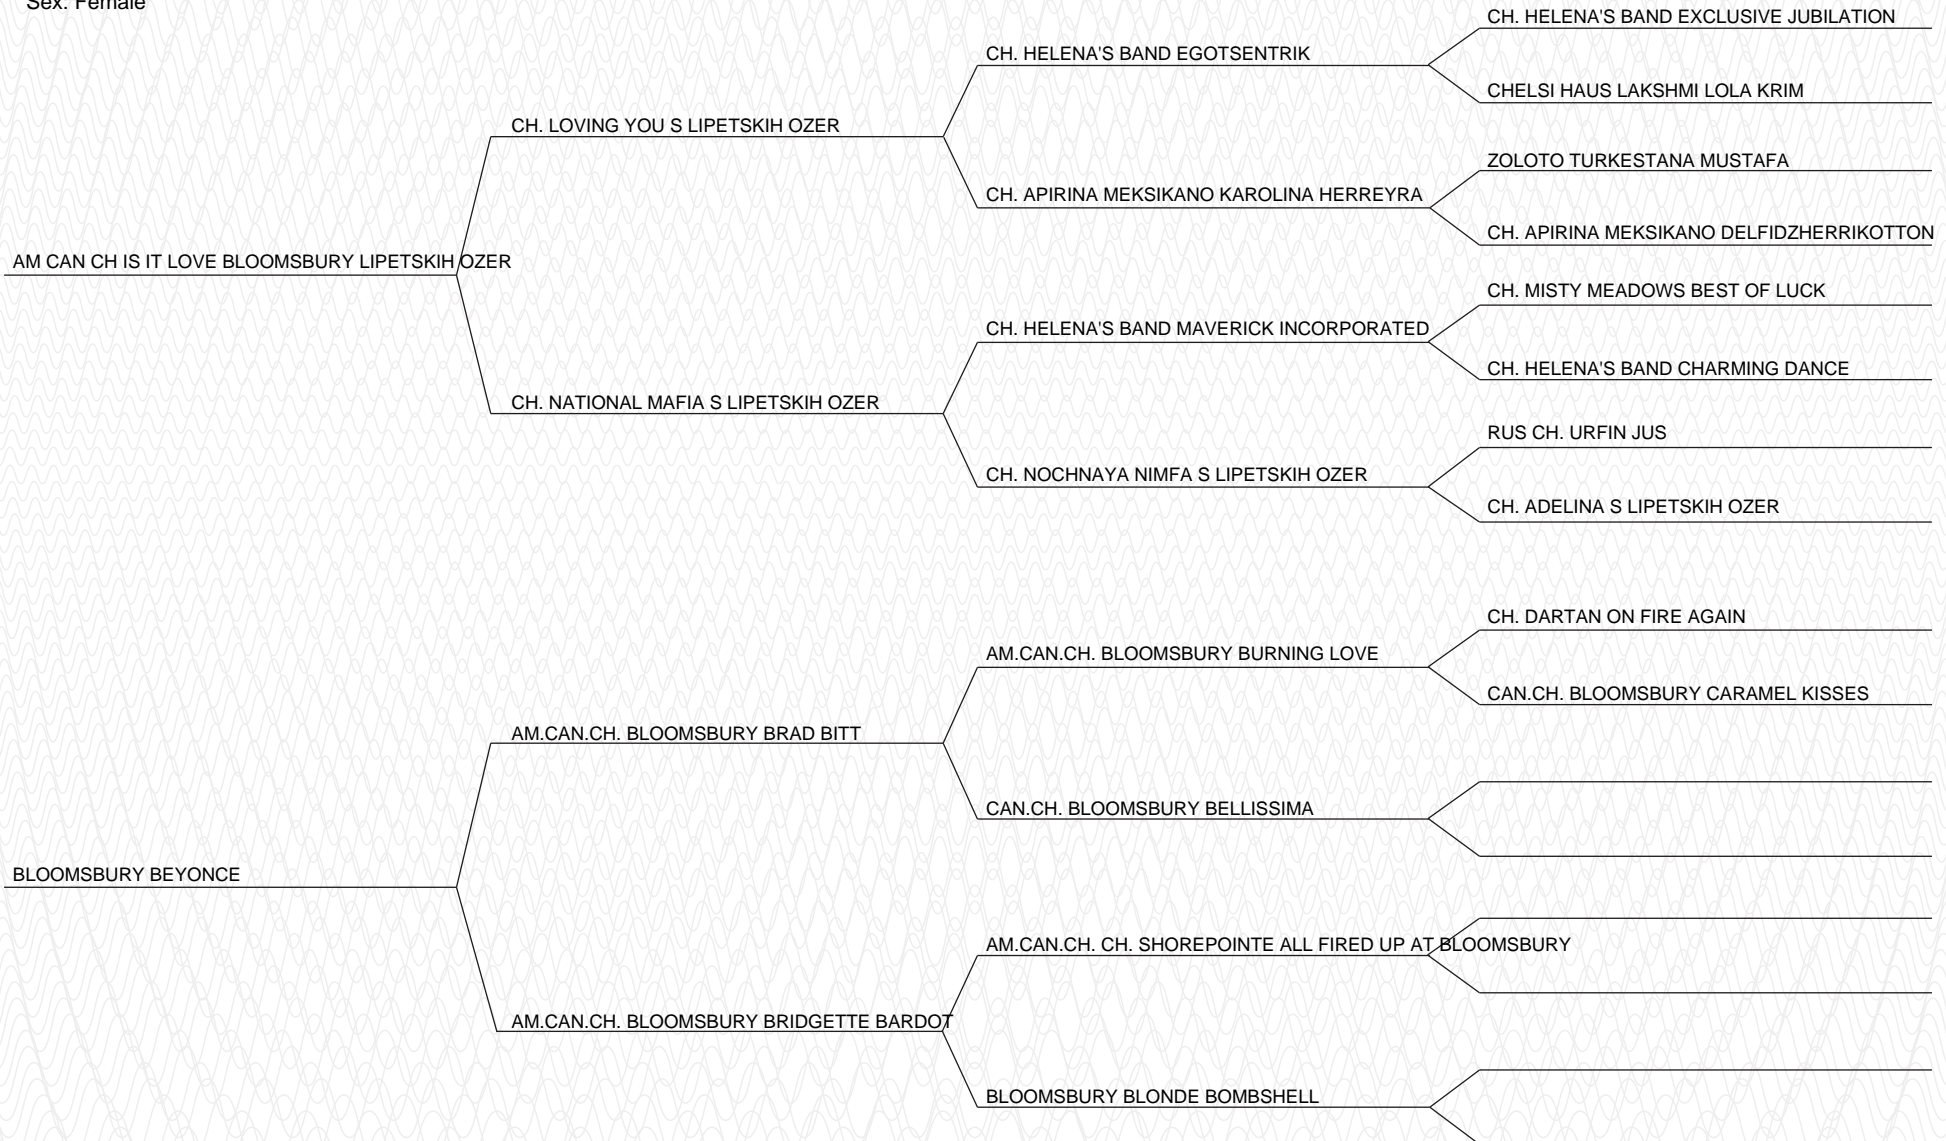 Sex: Female
CH. HELENA'S BAND EXCLUSIVE JUBILATION
CH. HELENA'S BAND EGOTSENTRIK
CHELSI HAUS LAKSHMI LOLA KRIM
CH. LOVING YOU S LIPETSKIH OZER
ZOLOTO TURKESTANA MUSTAFA
CH. APIRINA MEKSIKANO KAROLINA HERREYRA
CH. APIRINA MEKSIKANO DELFIDZHERRIKOTTON
AM CAN CH IS IT LOVE BLOOMSBURY LIPETSKIH OZER
CH. MISTY MEADOWS BEST OF LUCK
CH. HELENA'S BAND MAVERICK INCORPORATED
CH. HELENA'S BAND CHARMING DANCE
CH. NATIONAL MAFIA S LIPETSKIH OZER
RUS CH. URFIN JUS
CH. NOCHNAYA NIMFA S LIPETSKIH OZER
CH. ADELINA S LIPETSKIH OZER
CH. DARTAN ON FIRE AGAIN
AM.CAN.CH. BLOOMSBURY BURNING LOVE
CAN.CH. BLOOMSBURY CARAMEL KISSES
AM.CAN.CH. BLOOMSBURY BRAD BITT
CAN.CH. BLOOMSBURY BELLISSIMA
BLOOMSBURY BEYONCE
AM.CAN.CH. CH. SHOREPOINTE ALL FIRED UP AT BLOOMSBURY
AM.CAN.CH. BLOOMSBURY BRIDGETTE BARDOT
BLOOMSBURY BLONDE BOMBSHELL